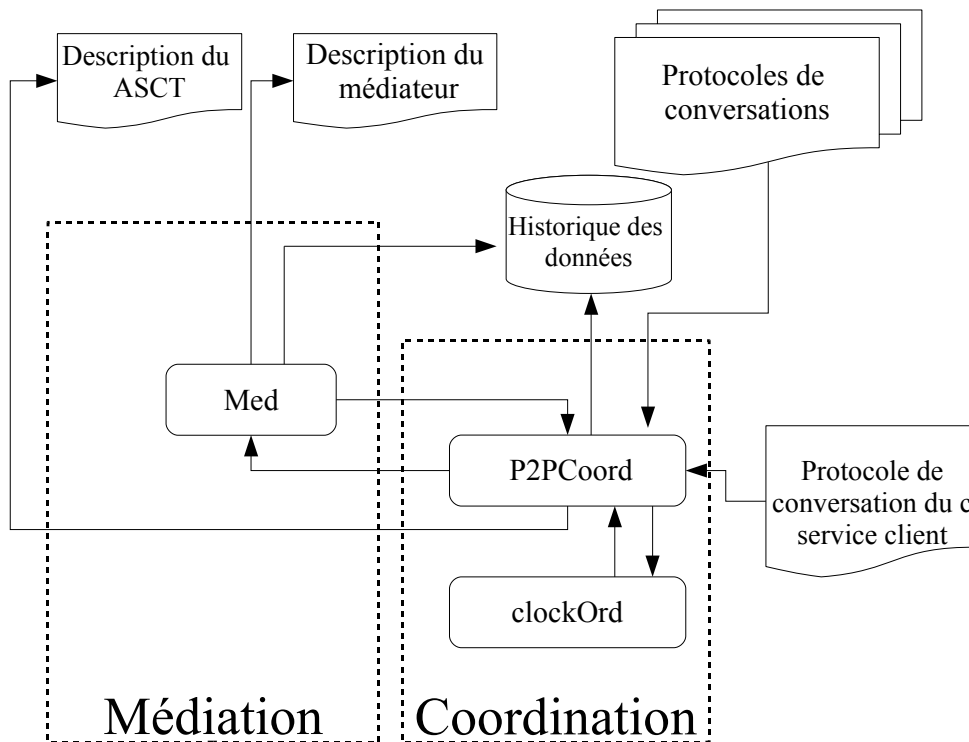 Description du
ASCT
Description du
médiateur
Protocoles de
conversations
Historique des
données
Med
P2PCoord
Protocole de
conversation du c
service client
clockOrd
Médiation
Coordination